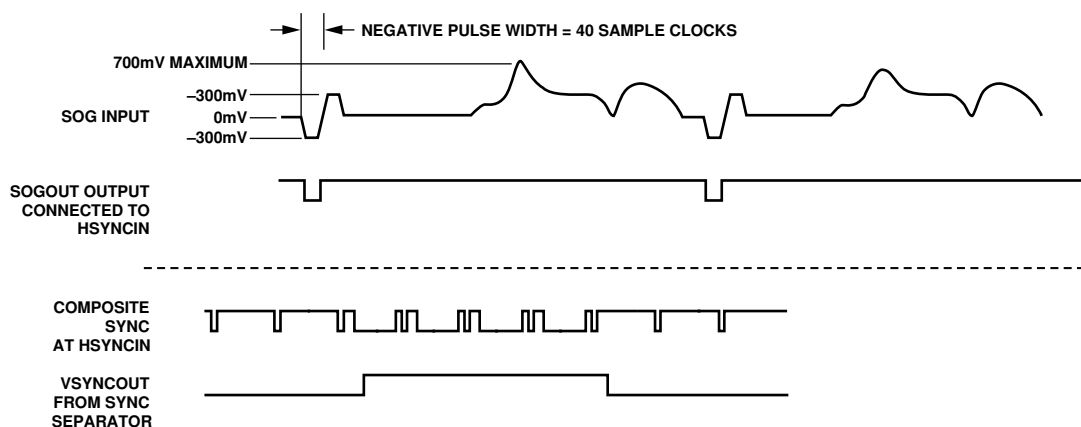 NEGATIVE PULSE WIDTH = 40 SAMPLE CLOCKS
700mV MAXIMUM
–300mV
SOG INPUT
0mV
–300mV
SOGOUT OUTPUT
CONNECTED TO
HSYNCIN
COMPOSITE
SYNC
AT HSYNCIN
VSYNCOUT
FROM SYNC
SEPARATOR